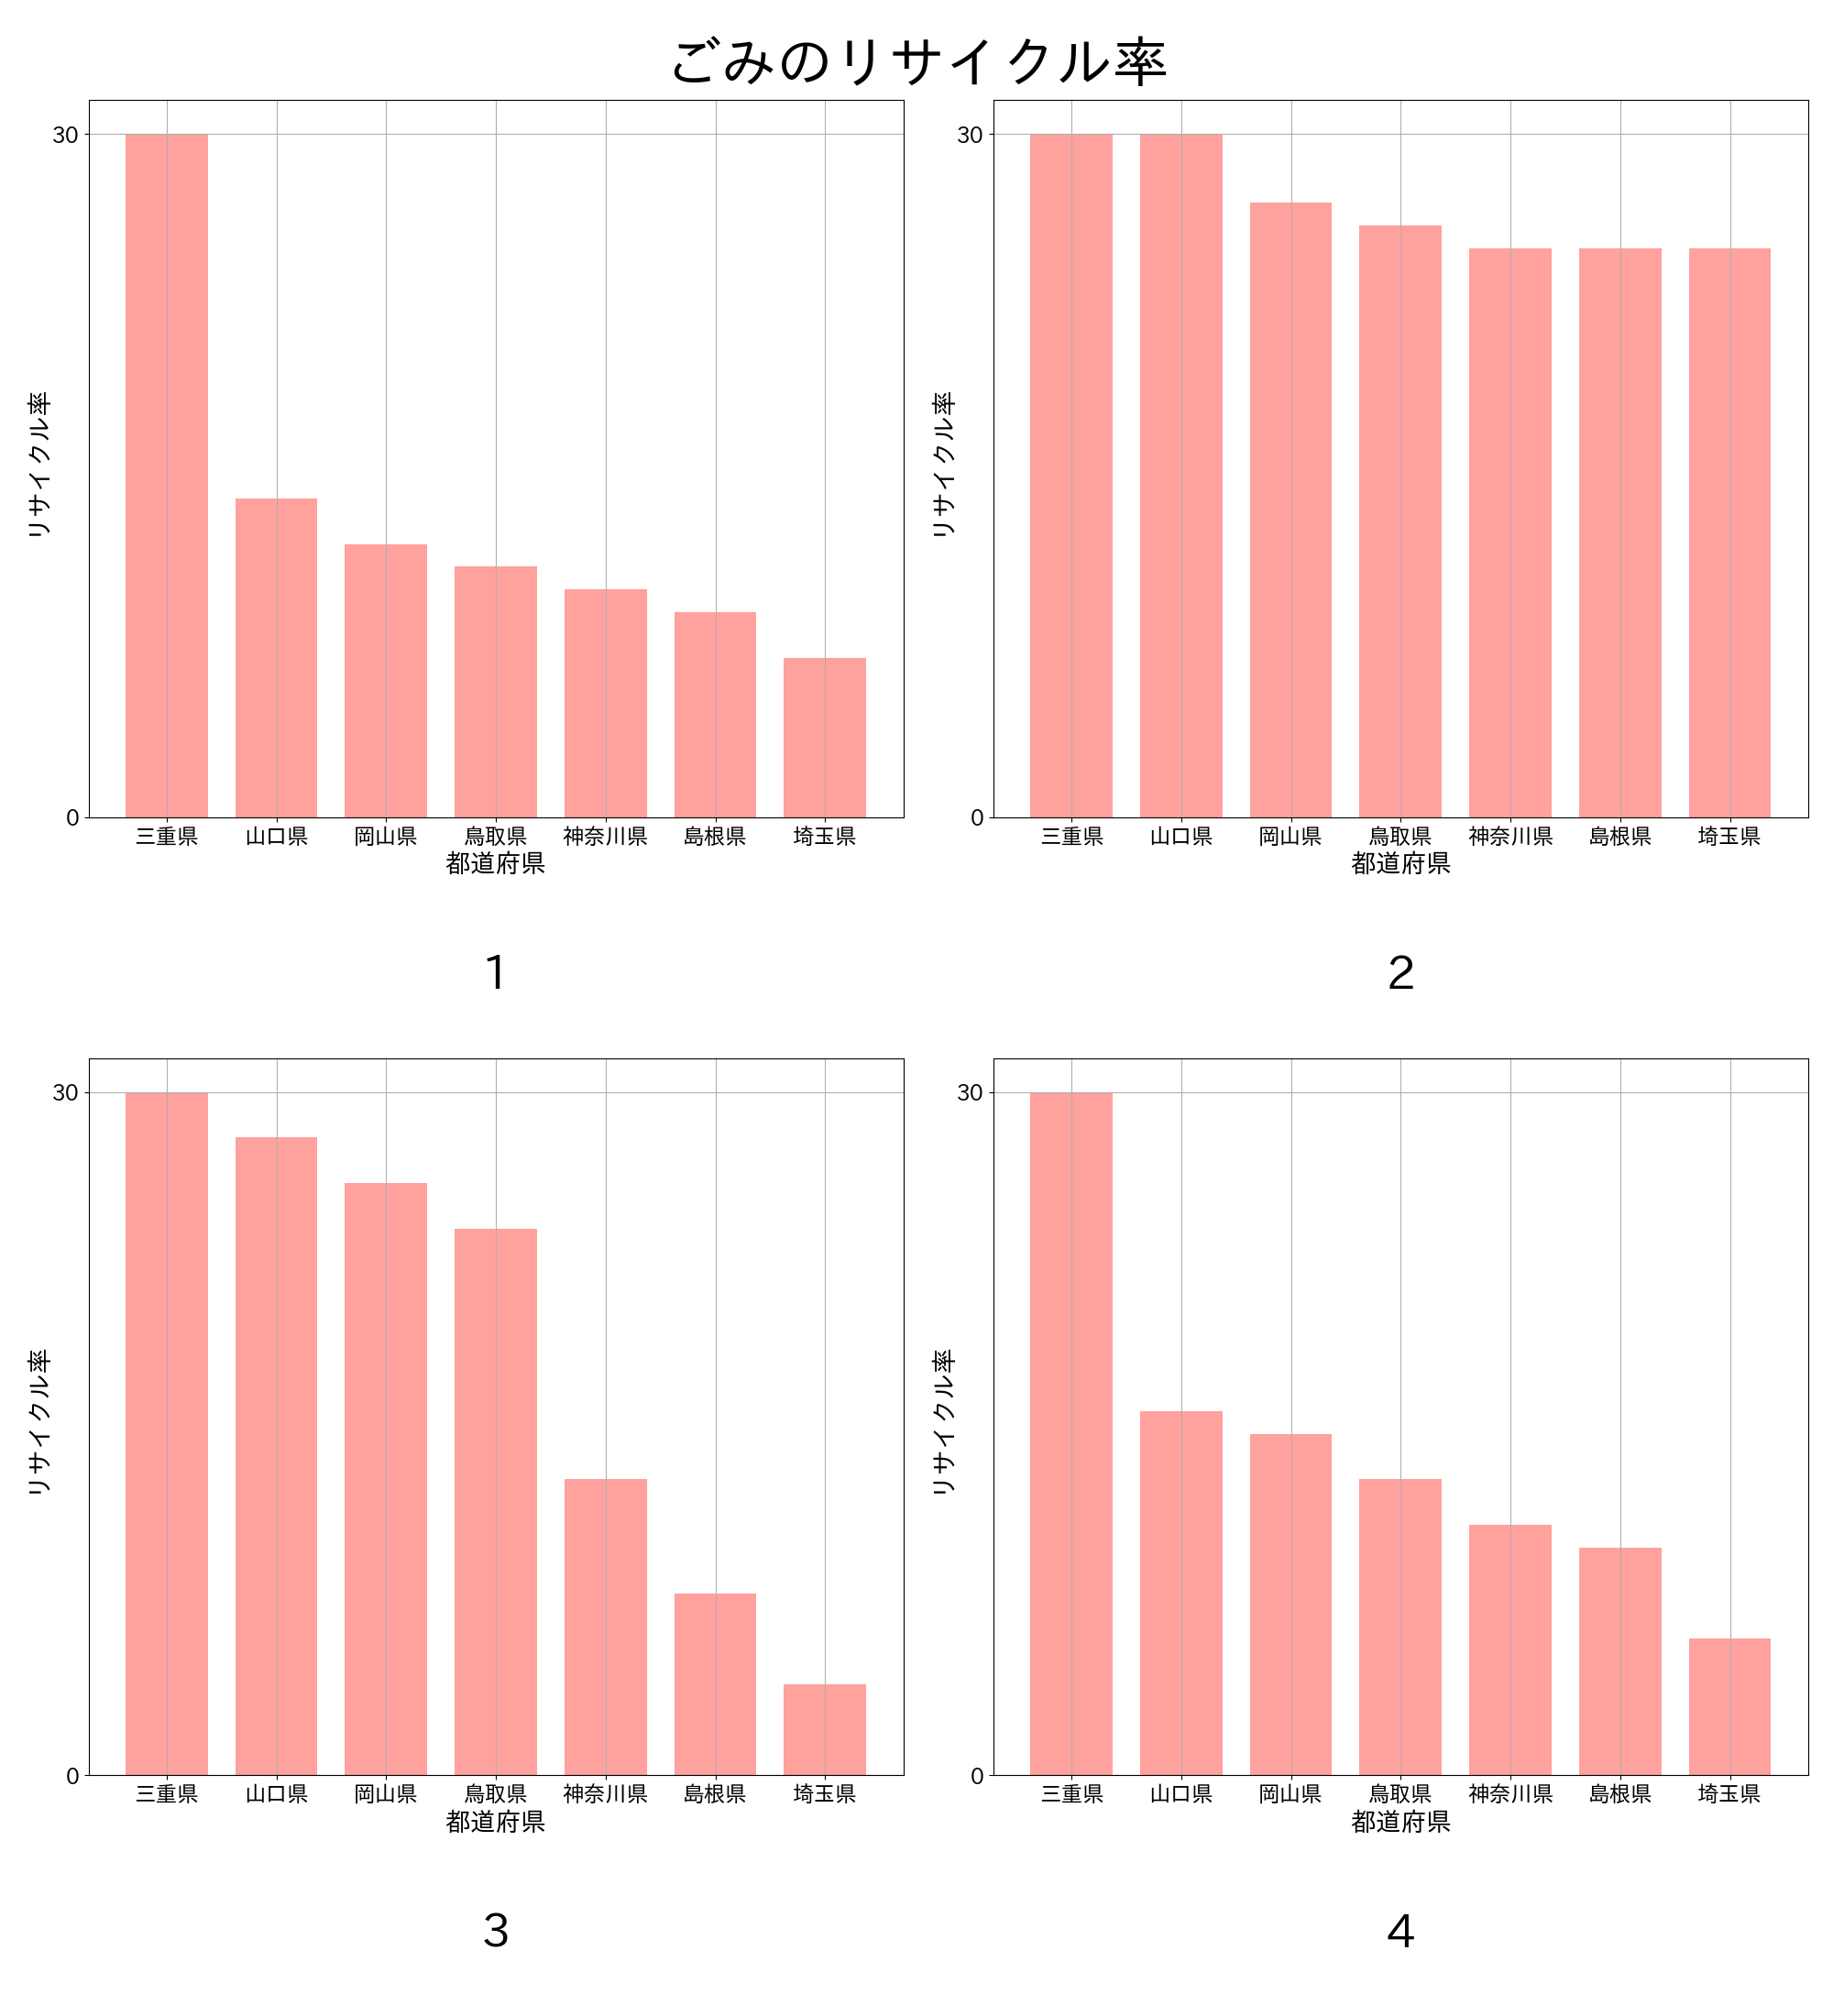 ごみのリサイクル率
30
0
リサイクル率
三重県 山口県 岡山県 鳥取県 神奈川県 島根県 埼玉県
都道府県
1
30
0
リサイクル率
三重県 山口県 岡山県 鳥取県 神奈川県 島根県 埼玉県
都道府県
2
30
0
リサイクル率
三重県 山口県 岡山県 鳥取県 神奈川県 島根県 埼玉県
都道府県
3
30
0
リサイクル率
三重県 山口県 岡山県 鳥取県 神奈川県 島根県 埼玉県
都道府県
4